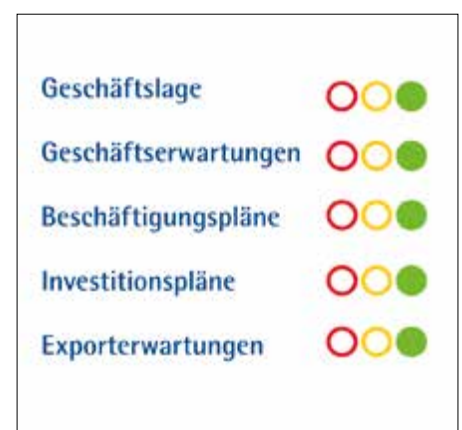 Geschäftslage
Geschäftserwartungen
Beschäftigungspläne
Investitionspläne
Exporterwartungen